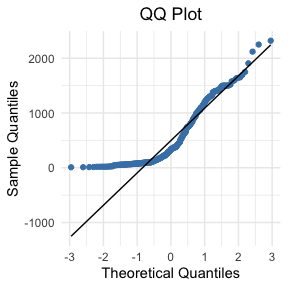 QQ Plot
Sample Quantiles
2000
1000
0
-1000
-3 -2 -1 0 1 2 3
Theoretical Quantiles